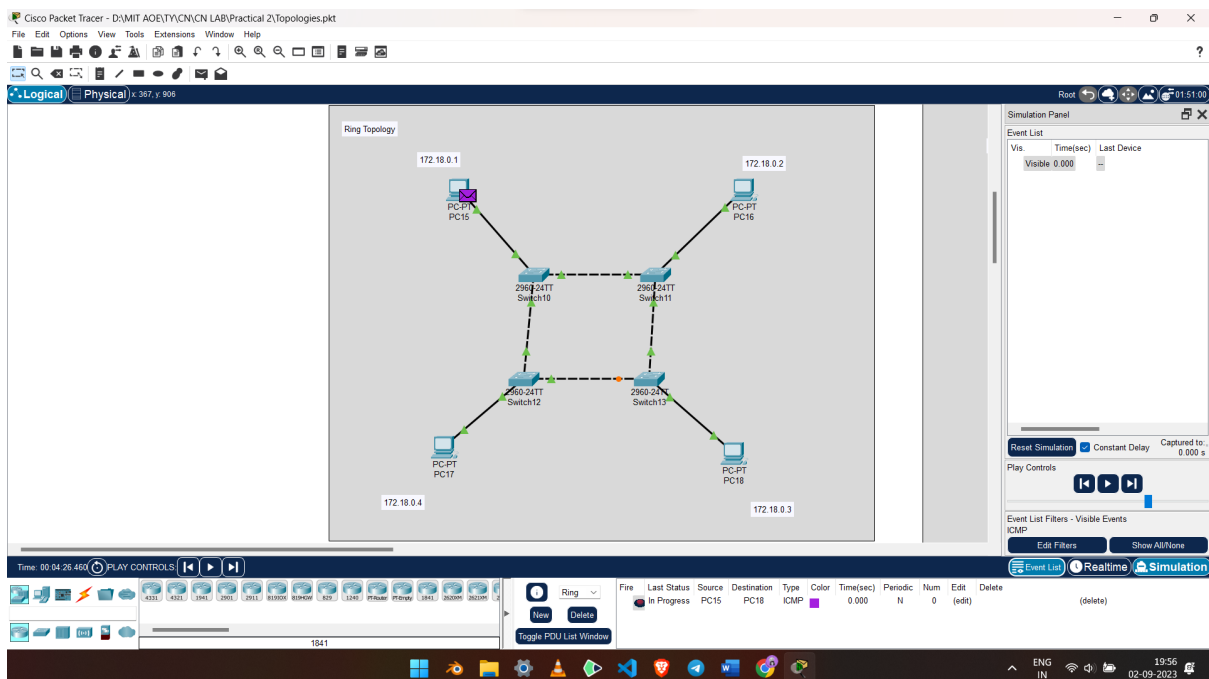 Cisco Packet Tracer - D:\MIT AOE\TY\CN\CN LAB\Practical 2\Topologies.pkt
File Edit Options View Tools Extensions Window Help
?
Logical Physical x: 367, y: 906
Root 01:51:00
Ring Topology
172.18.0.1
172.18.0.2
PC-PT
PC15
PC-PT
PC16
2960-24TT
Switch10
2960-24TT
Switch11
2960-24TT
Switch12
2960-24TT
Switch13
PC-PT
PC17
PC-PT
PC18
172.18.0.4
172.18.0.3
Simulation Panel
Event List
Vis. Time(sec) Last Device
Visible 0.000 --
Reset Simulation Constant Delay Captured to:
0.000 s
Play Controls
Event List Filters - Visible Events
ICMP
Edit Filters Show All/None
Time: 00:04:26.460 PLAY CONTROLS:
Event List Realtime Simulation
4331 4321 1941 2901 2911 819IOX 819HGW 829 1240 PT-Router PT-Empty 1841 2620XM 2621XM 2
1841
Ring
New Delete
Toggle PDU List Window
Fire Last Status Source Destination Type Color Time(sec) Periodic Num Edit Delete
In Progress PC15 PC18 ICMP 0.000 N 0 (edit) (delete)
ENG
IN
19:56
02-09-2023